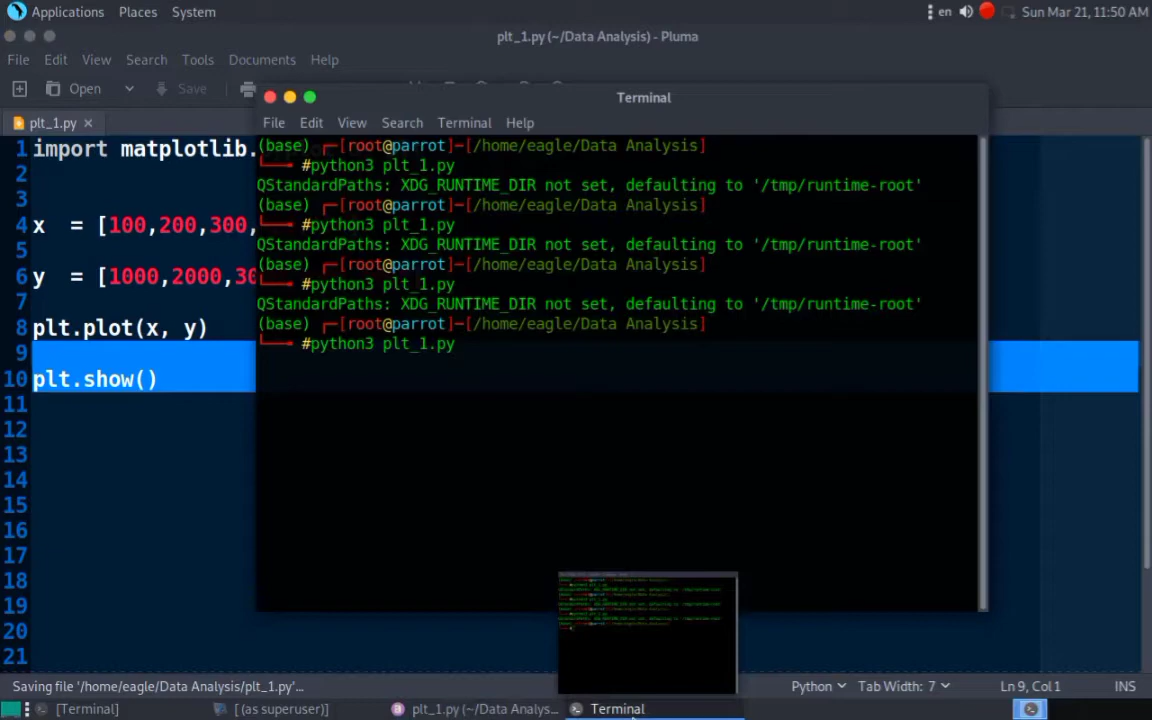 Applications Places System en Sun Mar 21, 11:50 AM
plt_1.py (~/Data Analysis) - Pluma
File Edit View Search Tools Documents Help
Open Save
plt_1.py
Terminal
File Edit View Search Terminal Help
1 import matplotlib.
2
3
4 x = [100,200,300,
5
6 y = [1000,2000,30
7
8 plt.plot(x, y)
9
10 plt.show()
11
12
13
14
15
16
17
18
19
20
21
(base) ┌─[root@parrot]─[/home/eagle/Data Analysis]
└──╼ #python3 plt_1.py
QStandardPaths: XDG_RUNTIME_DIR not set, defaulting to '/tmp/runtime-root'
(base) ┌─[root@parrot]─[/home/eagle/Data Analysis]
└──╼ #python3 plt_1.py
QStandardPaths: XDG_RUNTIME_DIR not set, defaulting to '/tmp/runtime-root'
(base) ┌─[root@parrot]─[/home/eagle/Data Analysis]
└──╼ #python3 plt_1.py
QStandardPaths: XDG_RUNTIME_DIR not set, defaulting to '/tmp/runtime-root'
(base) ┌─[root@parrot]─[/home/eagle/Data Analysis]
└──╼ #python3 plt_1.py
Saving file '/home/eagle/Data Analysis/plt_1.py'... Python Tab Width: 7 Ln 9, Col 1 INS
[Terminal] [ (as superuser)] plt_1.py (~/Data Analys... Terminal